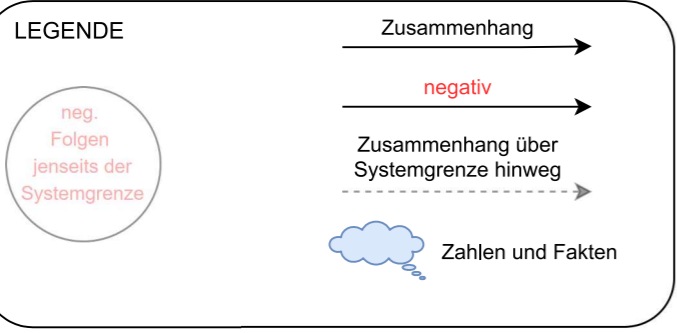 LEGENDE
Zusammenhang
negativ
neg.
Folgen
jenseits der
Systemgrenze
Zusammenhang über
Systemgrenze hinweg
Zahlen und Fakten